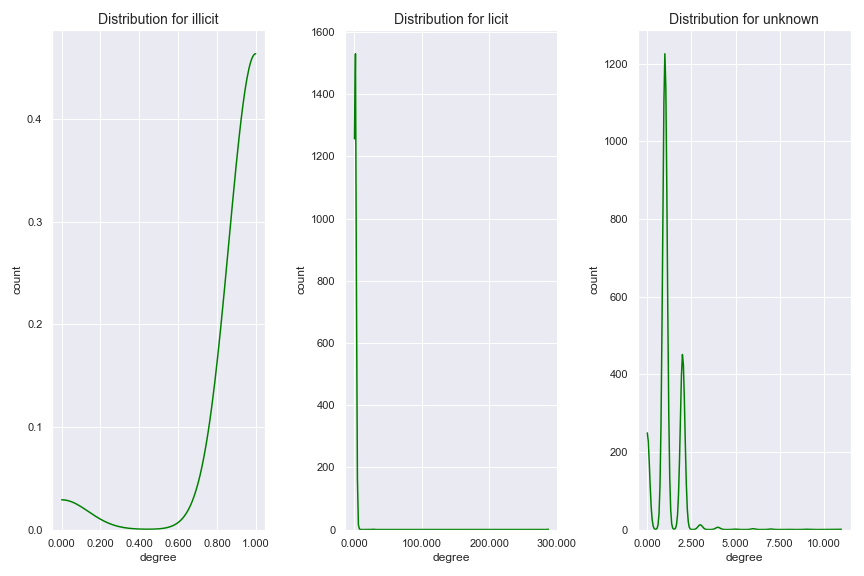 Distribution for illicit
Distribution for licit
Distribution for unknown
count
0.4
0.3
0.2
0.1
0.0
0.000 0.200 0.400 0.600 0.800 1.000
degree
count
1600
1400
1200
1000
800
600
400
200
0
0.000 100.000 200.000 300.000
degree
count
1200
1000
800
600
400
200
0
0.000 2.500 5.000 7.500 10.000
degree